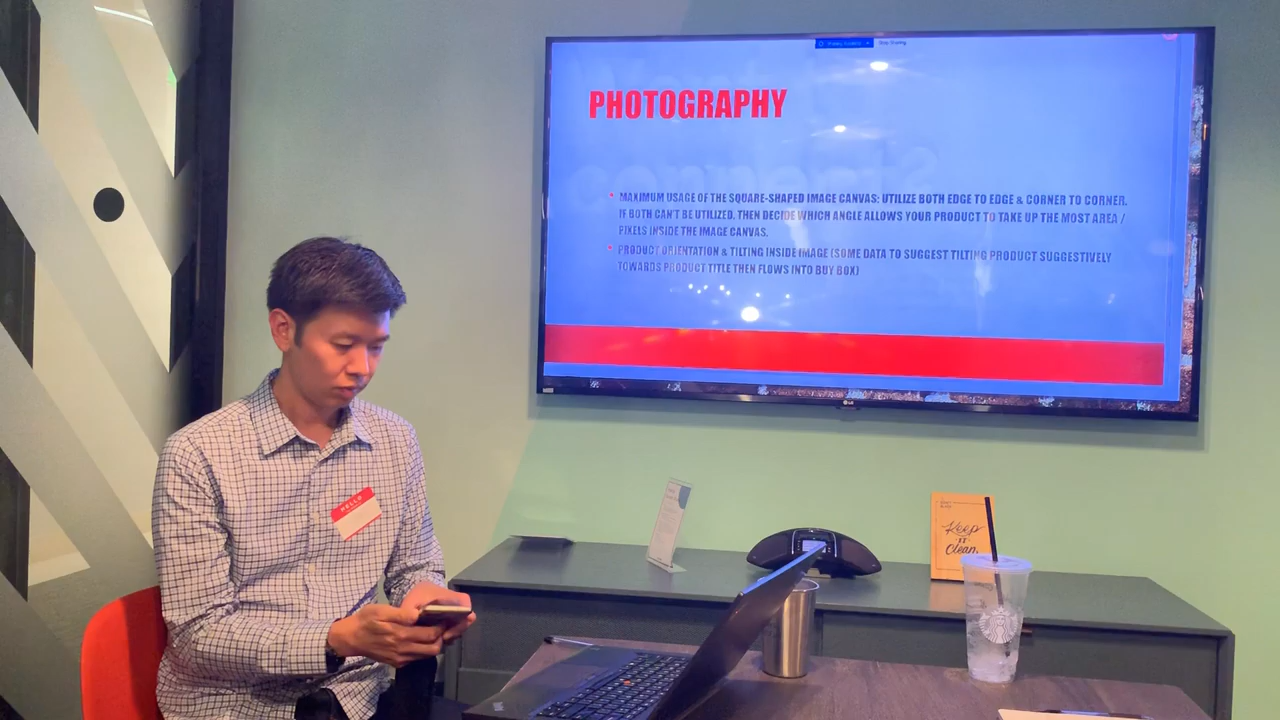 Stop Sharing
PHOTOGRAPHY
MAXIMUM USAGE OF THE SQUARE-SHAPED IMAGE CANVAS: UTILIZE BOTH EDGE TO EDGE & CORNER TO CORNER.
IF BOTH CAN'T BE UTILIZED, THEN DECIDE WHICH ANGLE ALLOWS YOUR PRODUCT TO TAKE UP THE MOST AREA /
PIXELS INSIDE THE IMAGE CANVAS.
PRODUCT ORIENTATION & TILTING INSIDE IMAGE (SOME DATA TO SUGGEST TILTING PRODUCT SUGGESTIVELY
TOWARDS PRODUCT TITLE THEN FLOWS INTO BUY BOX)
LG
HELLO
Keep
IT
Clean